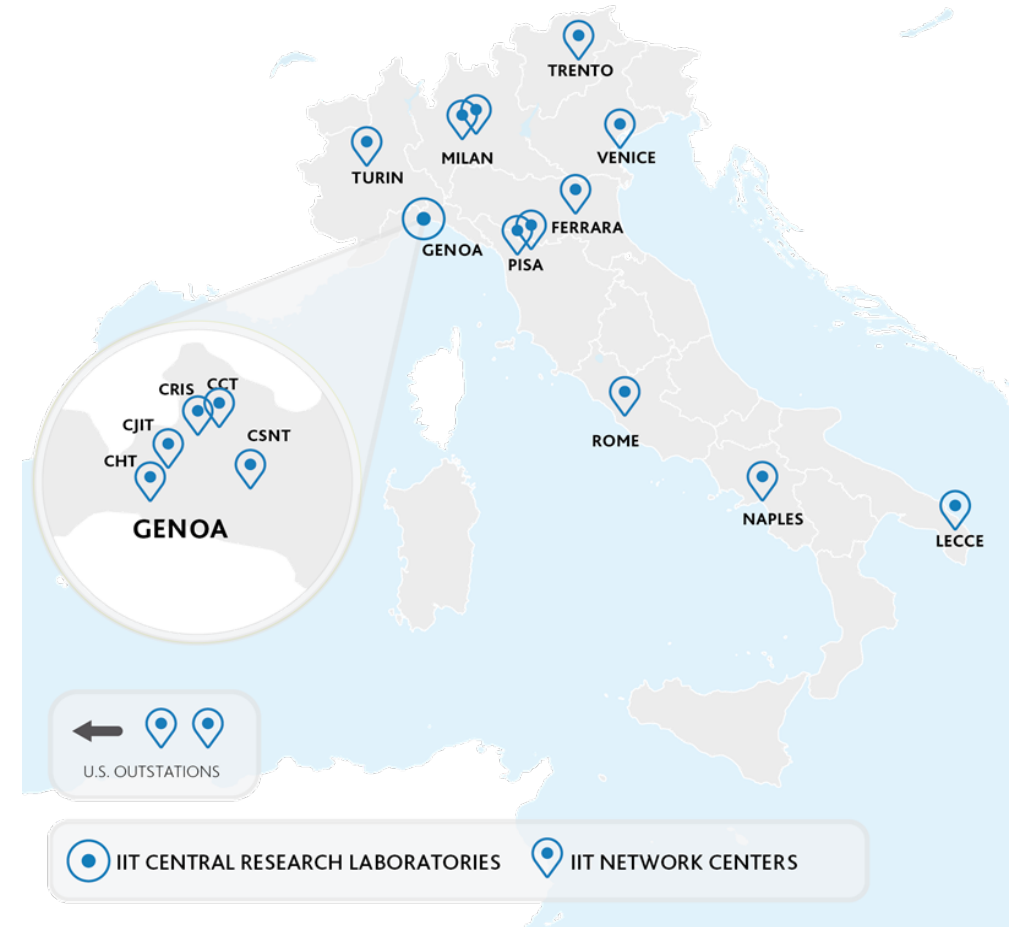 TRENTO
MILAN
VENICE
TURIN
FERRARA
GENOA
PISA
CRIS
CCT
CJIT
CSNT
CHT
GENOA
ROME
NAPLES
LECCE
U.S. OUTSTATIONS
IIT CENTRAL RESEARCH LABORATORIES
IIT NETWORK CENTERS